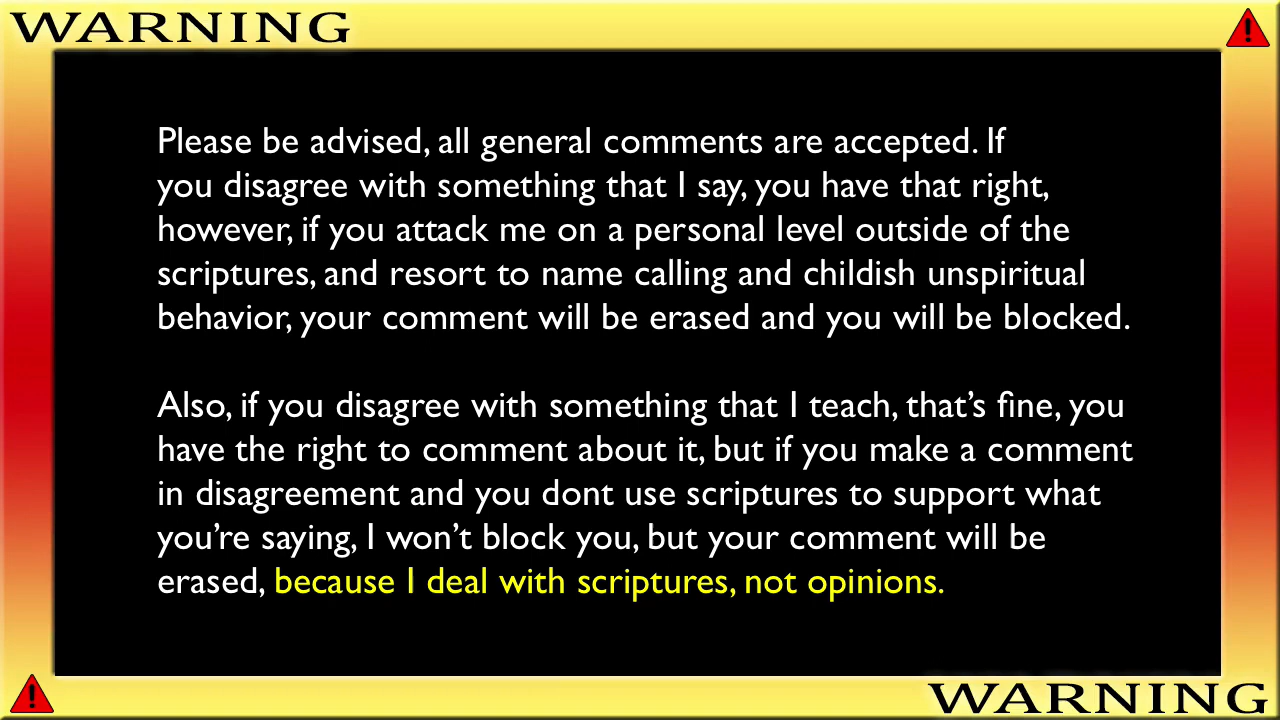 WARNING
Please be advised, all general comments are accepted. If
you disagree with something that I say, you have that right,
however, if you attack me on a personal level outside of the
scriptures, and resort to name calling and childish unspiritual
behavior, your comment will be erased and you will be blocked.
Also, if you disagree with something that I teach, that's fine, you
have the right to comment about it, but if you make a comment
in disagreement and you dont use scriptures to support what
you're saying, I won't block you, but your comment will be
erased, because I deal with scriptures, not opinions.
WARNING